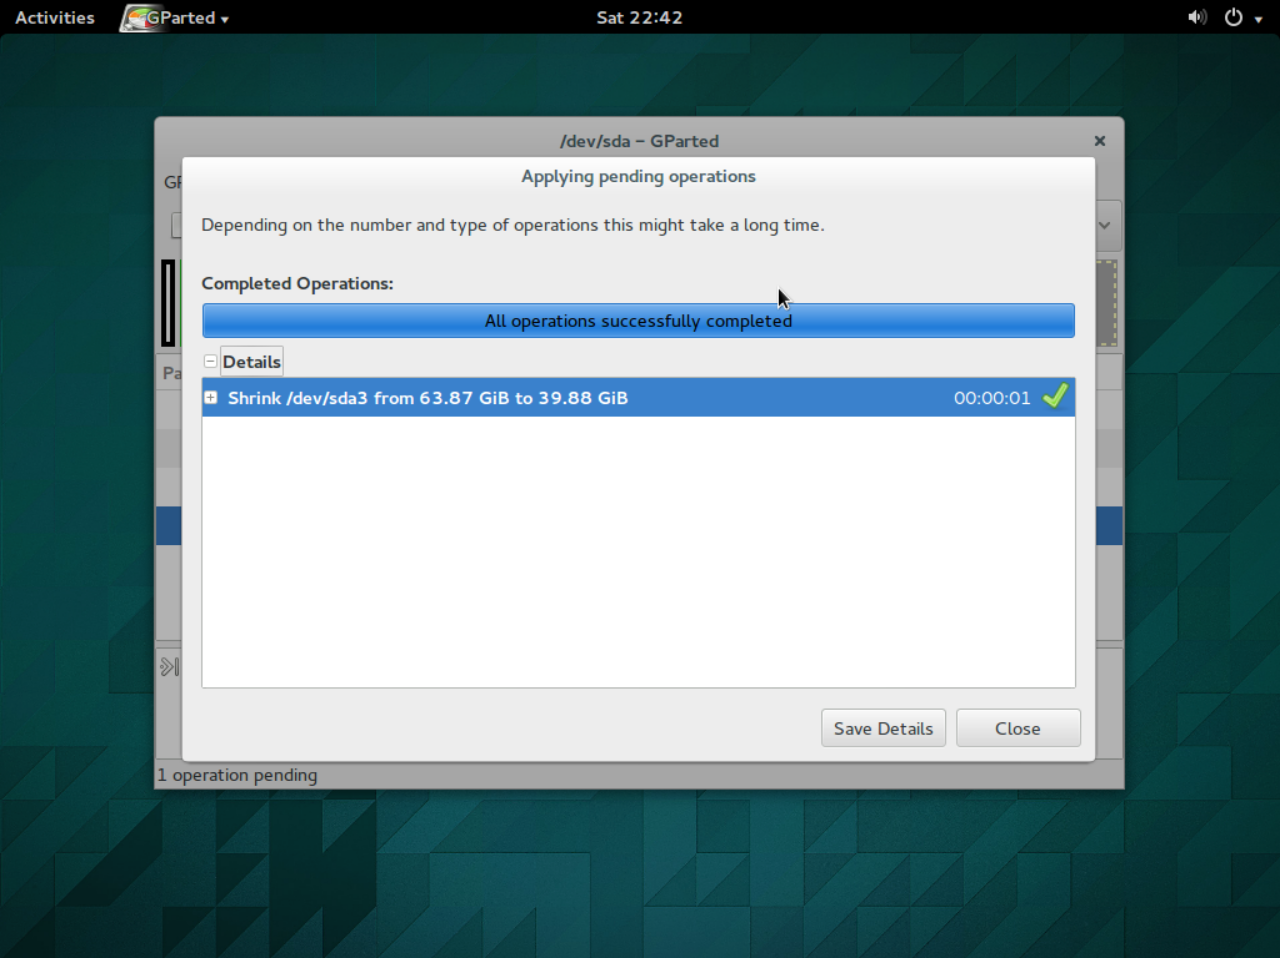 Activities GParted Sat 22:42
/dev/sda – GParted
Applying pending operations
Depending on the number and type of operations this might take a long time.
Completed Operations:
All operations successfully completed
Details
Shrink /dev/sda3 from 63.87 GiB to 39.88 GiB 00:00:01
Save Details Close
1 operation pending